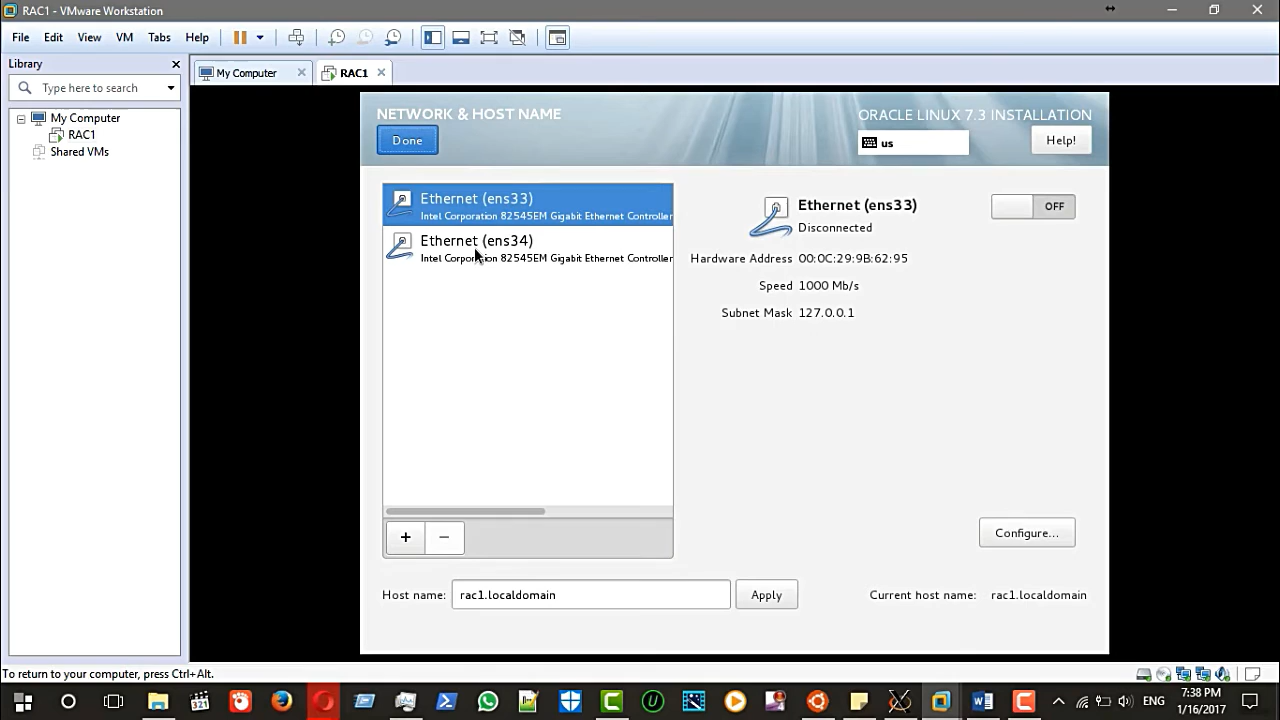 RAC1 - VMware Workstation
File Edit View VM Tabs Help
Library
Type here to search
My Computer
RAC1
Shared VMs
My Computer
RAC1
NETWORK & HOST NAME
Done
ORACLE LINUX 7.3 INSTALLATION
us
Help!
Ethernet (ens33)
Intel Corporation 82545EM Gigabit Ethernet Controller
Ethernet (ens34)
Intel Corporation 82545EM Gigabit Ethernet Controller
Ethernet (ens33)
Disconnected
OFF
Hardware Address 00:0C:29:9B:62:95
Speed 1000 Mb/s
Subnet Mask 127.0.0.1
+ −
Configure...
Host name: rac1.localdomain Apply
Current host name: rac1.localdomain
To return to your computer, press Ctrl+Alt.
321
ENG
7:38 PM
1/16/2017